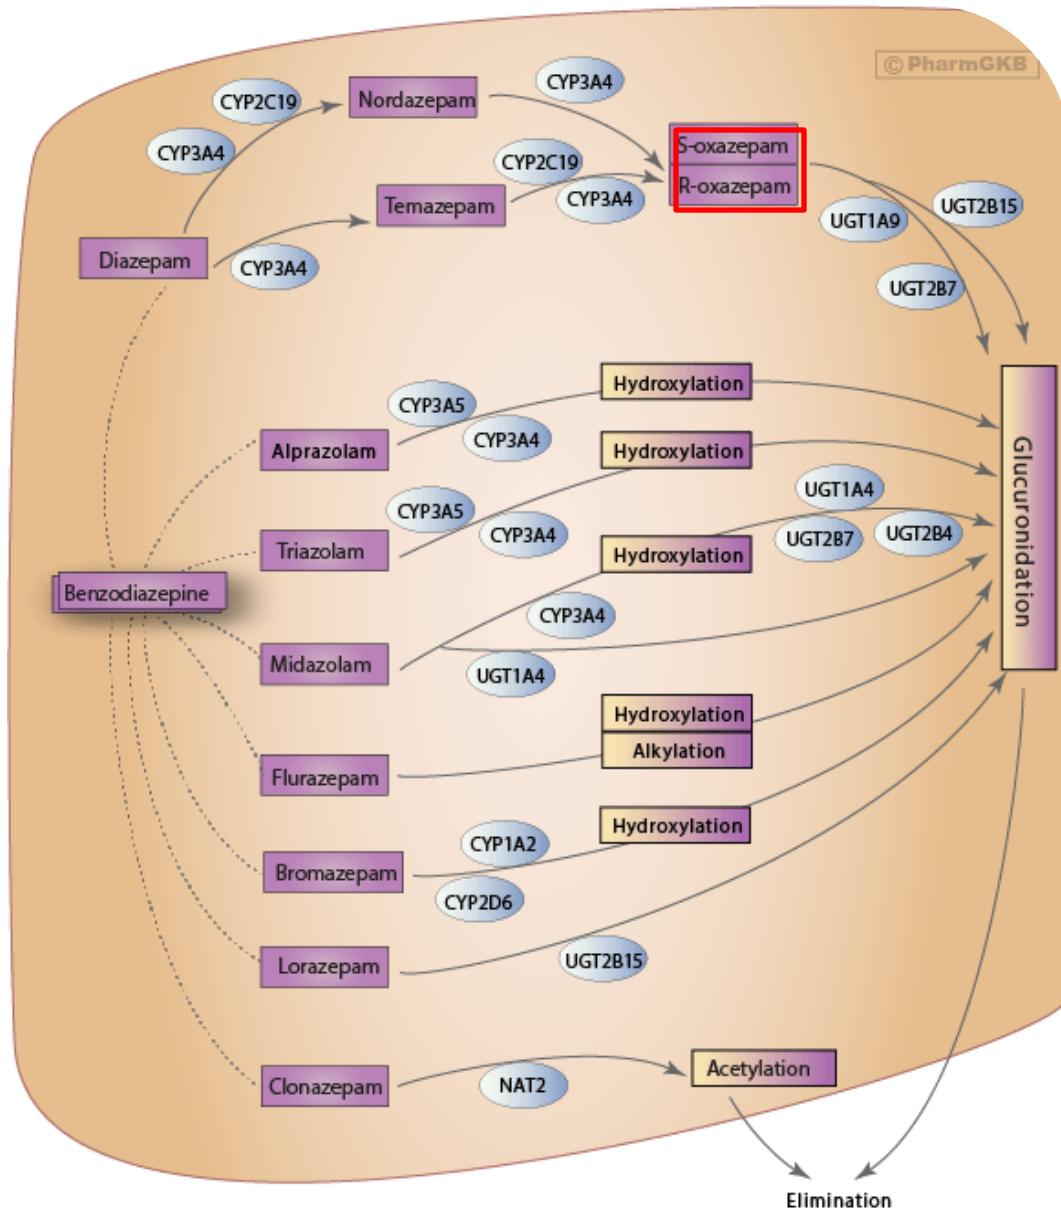 © PharmGKB
CYP2C19
Nordazepam
CYP3A4
CYP3A4
S-oxazepam
R-oxazepam
CYP2C19
CYP3A4
Temazepam
UGT1A9
UGT2B15
UGT2B7
Diazepam
CYP3A4
Hydroxylation
CYP3A5
CYP3A4
Alprazolam
Hydroxylation
Glucuronidation
CYP3A5
CYP3A4
Triazolam
UGT1A4
UGT2B7
UGT2B4
Hydroxylation
Benzodiazepine
CYP3A4
Midazolam
UGT1A4
Hydroxylation
Alkylation
Flurazepam
Hydroxylation
CYP1A2
Bromazepam
CYP2D6
Lorazepam
UGT2B15
Clonazepam
NAT2
Acetylation
Elimination